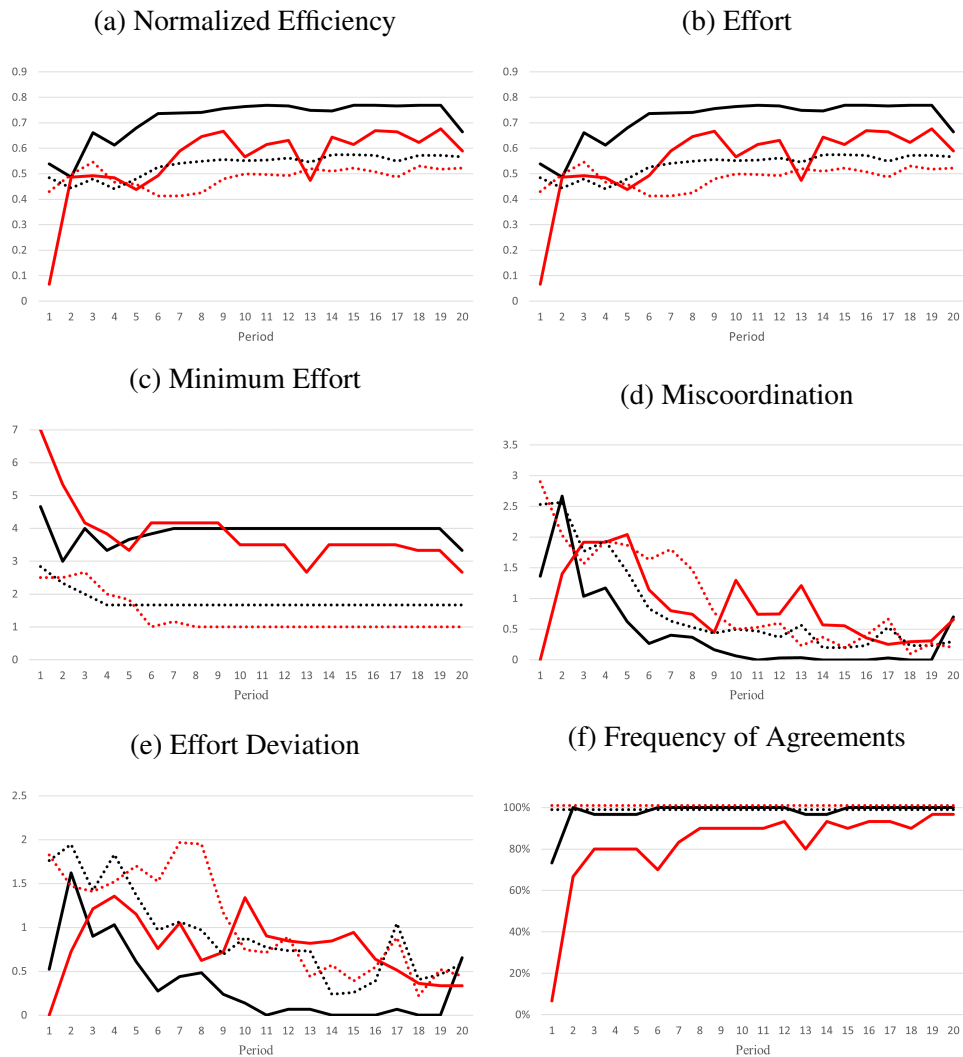 (a) Normalized Efficiency
0.9
0.8
0.7
0.6
0.5
0.4
0.3
0.2
0.1
0
1 2 3 4 5 6 7 8 9 10 11 12 13 14 15 16 17 18 19 20
Period
(b) Effort
0.9
0.8
0.7
0.6
0.5
0.4
0.3
0.2
0.1
0
1 2 3 4 5 6 7 8 9 10 11 12 13 14 15 16 17 18 19 20
Period
(c) Minimum Effort
7
6
5
4
3
2
1
0
1 2 3 4 5 6 7 8 9 10 11 12 13 14 15 16 17 18 19 20
Period
(d) Miscoordination
3.5
3
2.5
2
1.5
1
0.5
0
1 2 3 4 5 6 7 8 9 10 11 12 13 14 15 16 17 18 19 20
Period
(e) Effort Deviation
2.5
2
1.5
1
0.5
0
1 2 3 4 5 6 7 8 9 10 11 12 13 14 15 16 17 18 19 20
Period
(f) Frequency of Agreements
100%
80%
60%
40%
20%
0%
1 2 3 4 5 6 7 8 9 10 11 12 13 14 15 16 17 18 19 20
Period